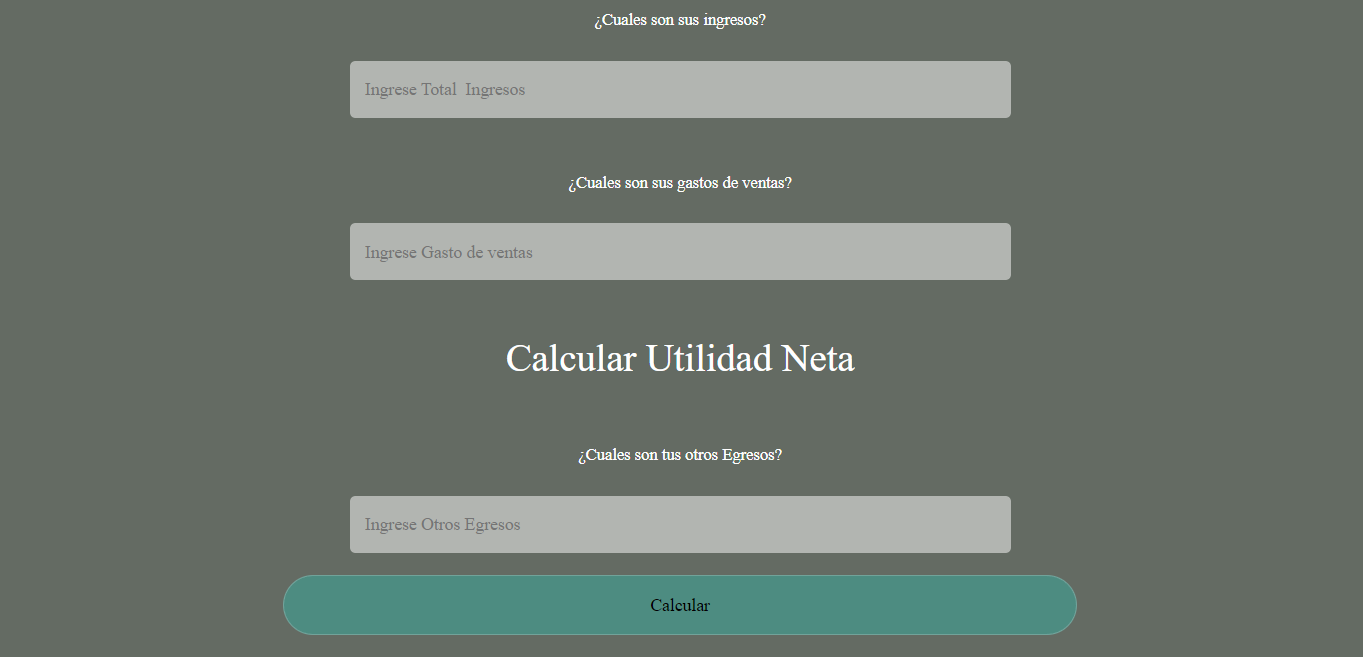 ¿Cuales son sus ingresos?
Ingrese Total  Ingresos
¿Cuales son sus gastos de ventas?
Ingrese Gasto de ventas
Calcular Utilidad Neta
¿Cuales son tus otros Egresos?
Ingrese Otros Egresos
Calcular